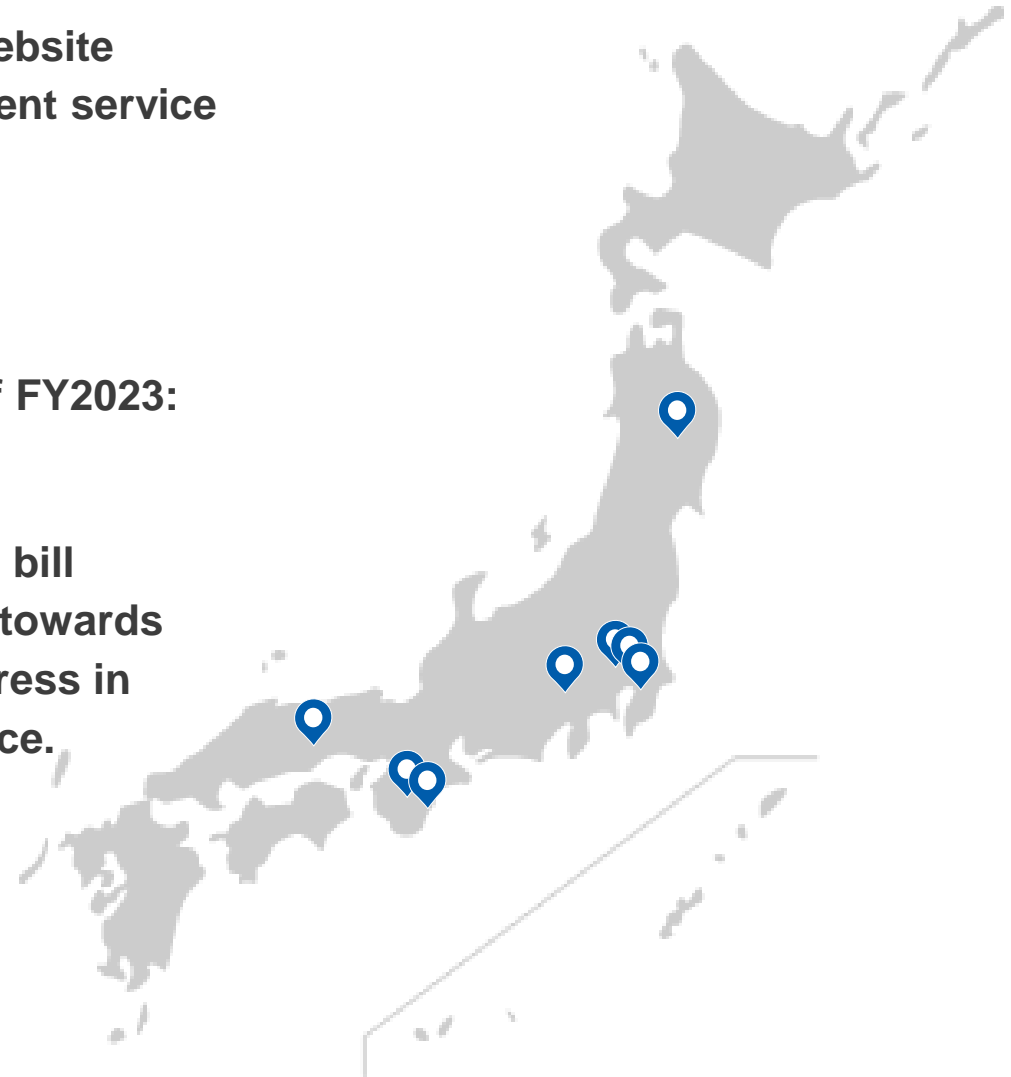 ebsite
ent service
FY2023:
bill
towards
ress in
ce.